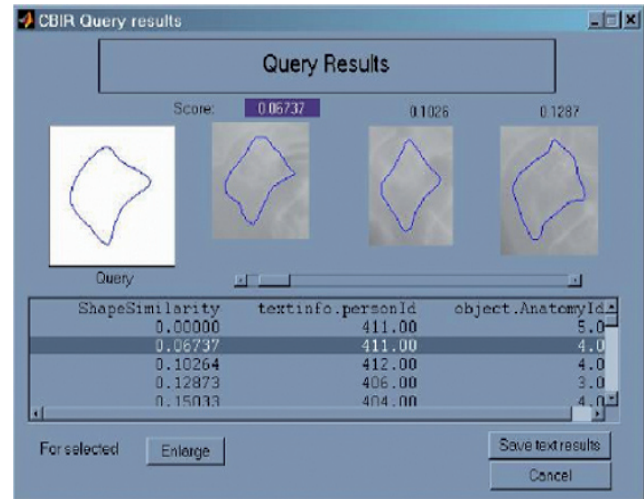 CBIR Query results
Query Results
Score: 0.06737 0.1026 0.1287
Query
ShapeSimilarity textinfo.personId object.AnatomyId
0.00000 411.00 5.0
0.06737 411.00 4.0
0.10264 412.00 4.0
0.12873 406.00 3.0
0.15033 404.00 4.0
For selected Enlarge Save text results
Cancel